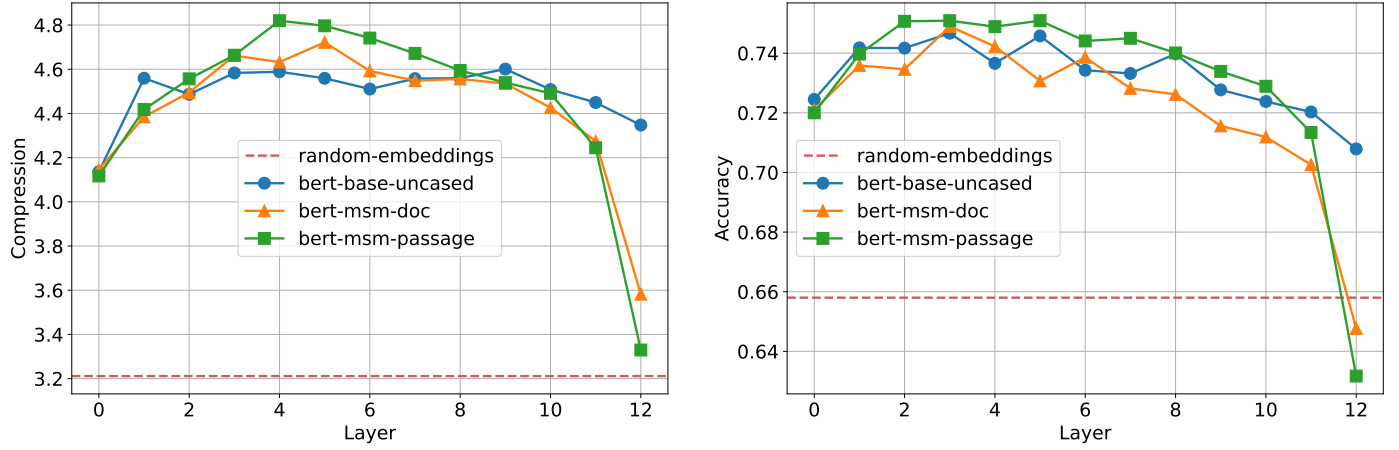 4.8
4.6
4.4
4.2
4.0
3.8
3.6
3.4
3.2
Compression
random-embeddings
bert-base-uncased
bert-msm-doc
bert-msm-passage
0 2 4 6 8 10 12
Layer
0.74
0.72
0.70
0.68
0.66
0.64
Accuracy
random-embeddings
bert-base-uncased
bert-msm-doc
bert-msm-passage
0 2 4 6 8 10 12
Layer